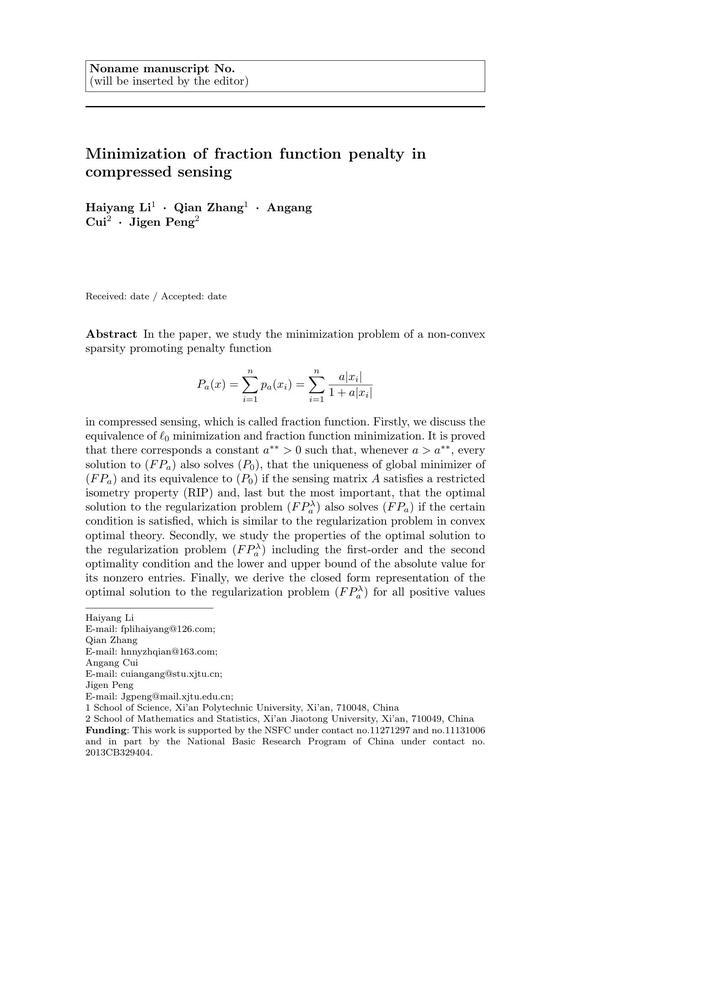 Noname manuscript No.
(will be inserted by the editor)
Minimization of fraction function penalty in
compressed sensing
Haiyang Li¹ · Qian Zhang¹ · Angang
Cui² · Jigen Peng²
Received: date / Accepted: date
Abstract In the paper, we study the minimization problem of a non-convex
sparsity promoting penalty function
$$P_a(x) = \sum_{i=1}^{n} p_a(x_i) = \sum_{i=1}^{n} \frac{a|x_i|}{1 + a|x_i|}$$
in compressed sensing, which is called fraction function. Firstly, we discuss the
equivalence of $\ell_0$ minimization and fraction function minimization. It is proved
that there corresponds a constant $a^{**} > 0$ such that, whenever $a > a^{**}$, every
solution to $(FP_a)$ also solves $(P_0)$, that the uniqueness of global minimizer of
$(FP_a)$ and its equivalence to $(P_0)$ if the sensing matrix $A$ satisfies a restricted
isometry property (RIP) and, last but the most important, that the optimal
solution to the regularization problem $(FP_a^\lambda)$ also solves $(FP_a)$ if the certain
condition is satisfied, which is similar to the regularization problem in convex
optimal theory. Secondly, we study the properties of the optimal solution to
the regularization problem $(FP_a^\lambda)$ including the first-order and the second
optimality condition and the lower and upper bound of the absolute value for
its nonzero entries. Finally, we derive the closed form representation of the
optimal solution to the regularization problem $(FP_a^\lambda)$ for all positive values
Haiyang Li
E-mail: fplihaiyang@126.com;
Qian Zhang
E-mail: hnnyzhqian@163.com;
Angang Cui
E-mail: cuiangang@stu.xjtu.cn;
Jigen Peng
E-mail: Jgpeng@mail.xjtu.edu.cn;
1 School of Science, Xi'an Polytechnic University, Xi'an, 710048, China
2 School of Mathematics and Statistics, Xi'an Jiaotong University, Xi'an, 710049, China
Funding: This work is supported by the NSFC under contact no.11271297 and no.11131006
and in part by the National Basic Research Program of China under contact no.
2013CB329404.